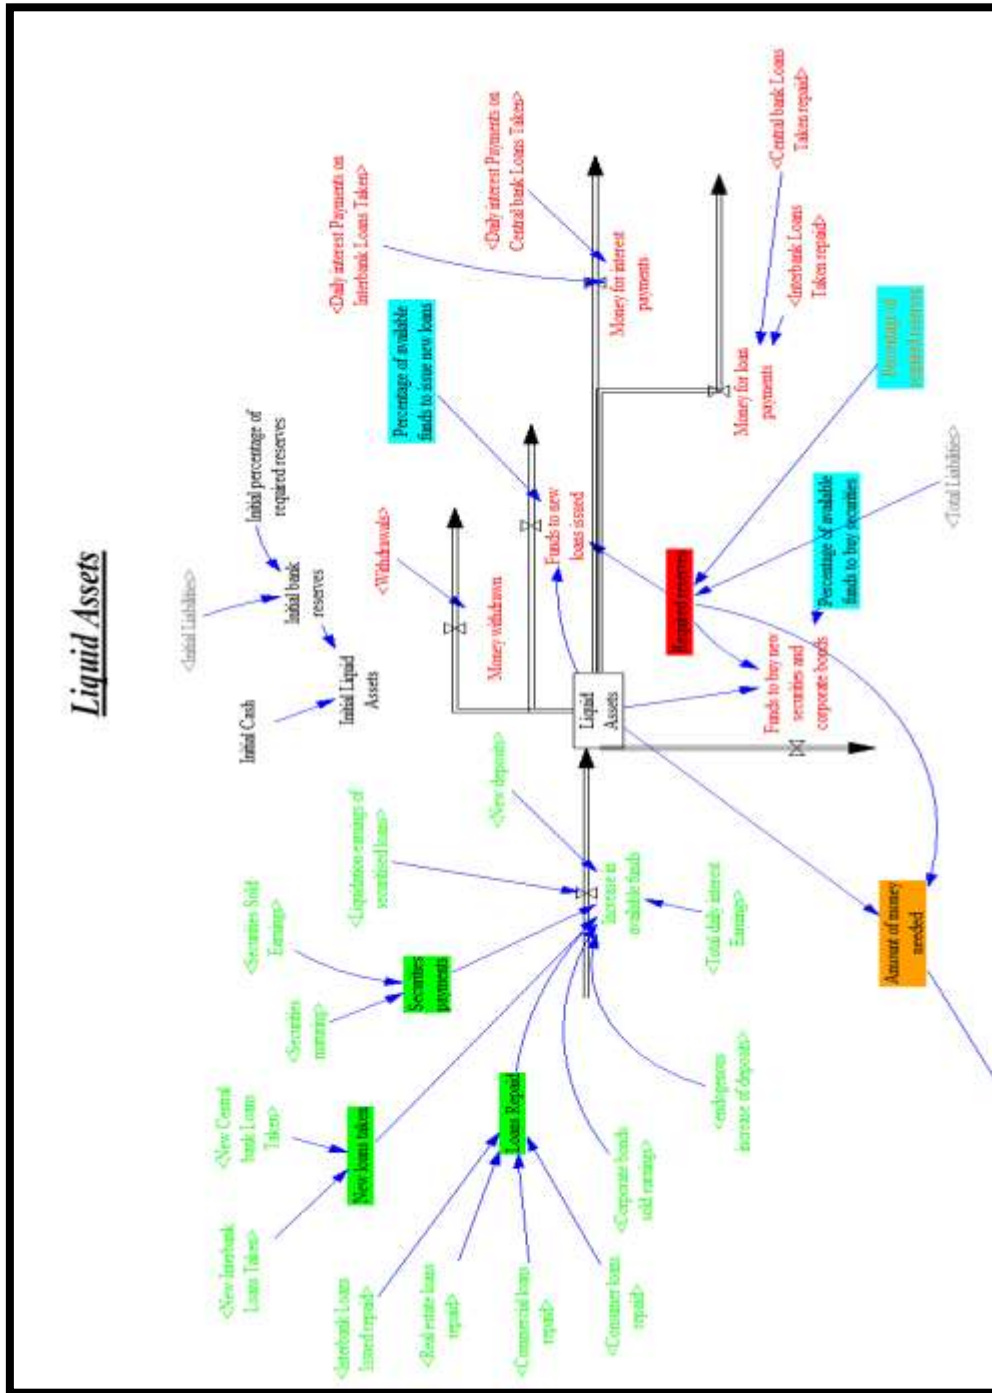 Liquid Assets
<Initial Liabilities>
Initial percentage of
required reserves
Initial bank
reserves
Initial Cash
Initial Liquid
Assets
<Daily interest Payments on
Interbank Loans Taken>
<Daily interest Payments on
Central bank Loans Taken>
Percentage of available
funds to issue new loans
<Withdrawals>
Money withdrawn
Funds to new
loans issued
Money for interest
payments
<Central bank Loans
Taken repaid>
<Interbank Loans
Taken repaid>
Money for loan
payments
Percentage of
required reserves
<Total Liabilities>
Required reserves
Percentage of available
funds to buy securities
Funds to buy new
securities and
corporate bonds
Liquid
Assets
<New deposits>
<Liquidation earnings of
securitised loans>
Increase in
available funds
<Total daily interest
Earnings>
<Securities Sold
Earning>
<Securities
maturing>
Securities
payments
<New Central
bank Loans
Taken>
<New Interbank
Loans Taken>
New loans taken
Loans Repaid
<Interbank Loans
Issued repaid>
<Real estate loans
repaid>
<Commercial loans
repaid>
<Consumer loans
repaid>
<Corporate bonds
sold earnings>
<endogenous
increase of deposits>
Amount of money
needed